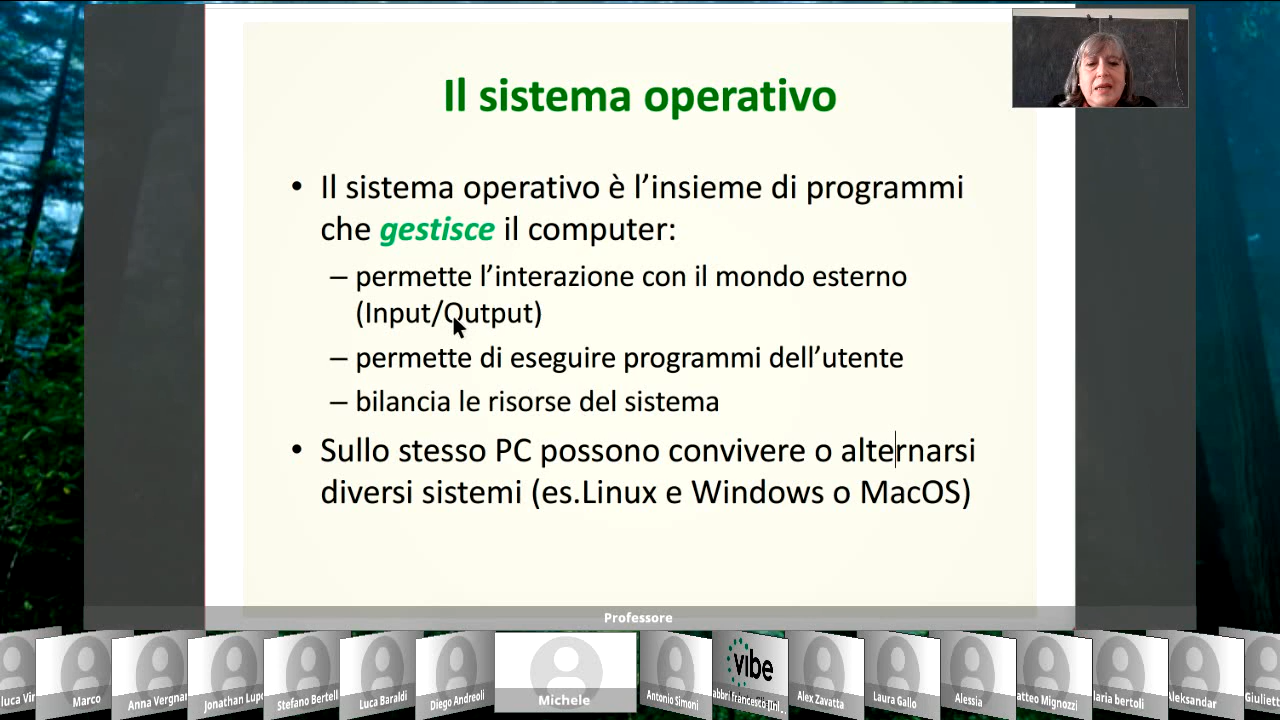 Il sistema operativo
• Il sistema operativo è l’insieme di programmi
che gestisce il computer:
– permette l’interazione con il mondo esterno
(Input/Output)
– permette di eseguire programmi dell’utente
– bilancia le risorse del sistema
• Sullo stesso PC possono convivere o alternarsi
diversi sistemi (es.Linux e Windows o MacOS)
Professore
vibe
luca Vir
Marco
Anna Vergnar
Jonathan Lupo
Stefano Bertell
Luca Baraldi
Diego Andreoli
Michele
Antonio Simoni
abbri francesco
Alex Zavatta
Laura Gallo
Alessia
atteo Mignozzi
laria bertoli
Aleksandar
Giuliett